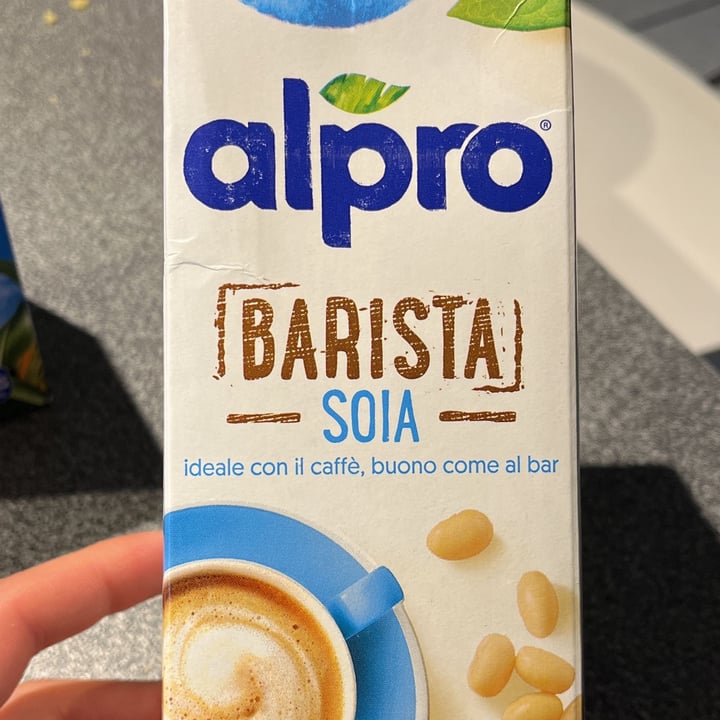 alpro®
BARISTA
SOIA
ideale con il caffè, buono come al bar